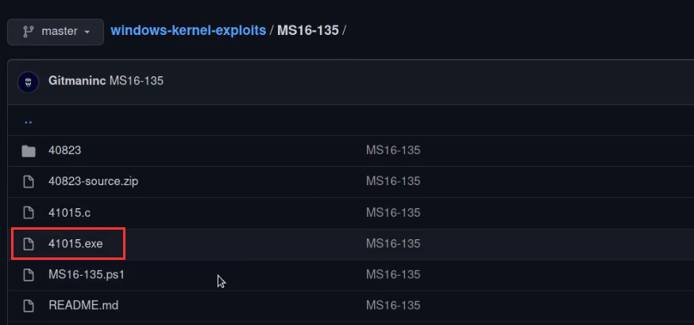 master windows-kernel-exploits / MS16-135 /
Gitmaninc MS16-135
..
40823 MS16-135
40823-source.zip MS16-135
41015.c MS16-135
41015.exe MS16-135
MS16-135.ps1 MS16-135
README.md MS16-135